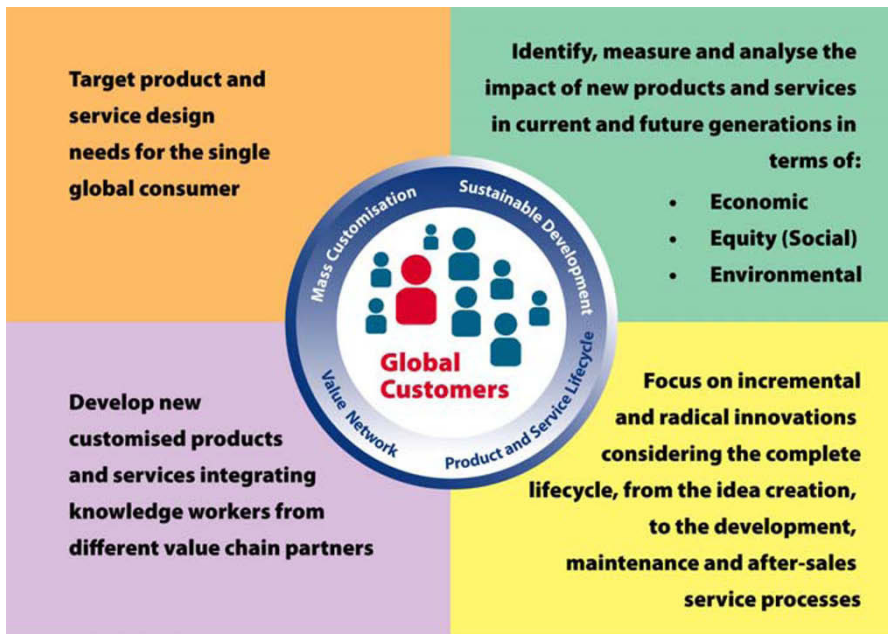 Target product and
service design
needs for the single
global consumer
Identify, measure and analyse the
impact of new products and services
in current and future generations in
terms of:
• Economic
• Equity (Social)
• Environmental
Mass Customisation
Sustainable Development
Global
Customers
Value Network
Product and Service Lifecycle
Develop new
customised products
and services integrating
knowledge workers from
different value chain partners
Focus on incremental
and radical innovations
considering the complete
lifecycle, from the idea creation,
to the development,
maintenance and after-sales
service processes